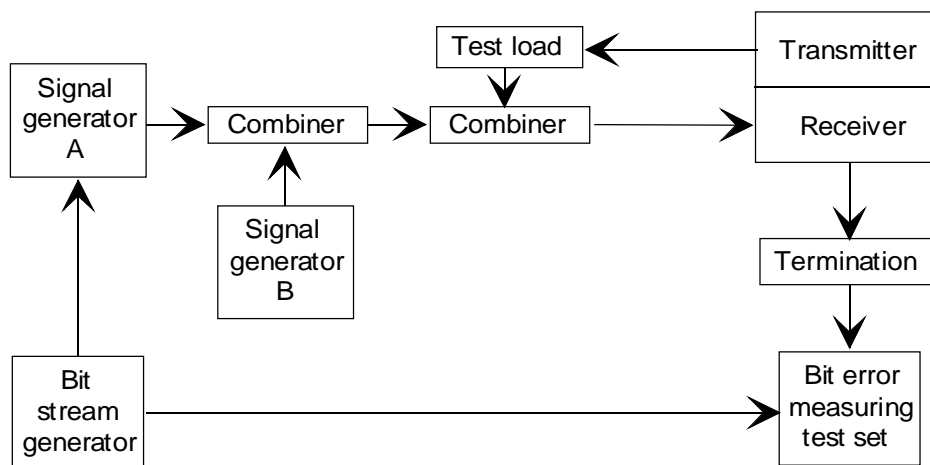 Test load
Transmitter
Signal
generator
A
Combiner
Combiner
Receiver
Signal
generator
B
Termination
Bit
stream
generator
Bit error
measuring
test set